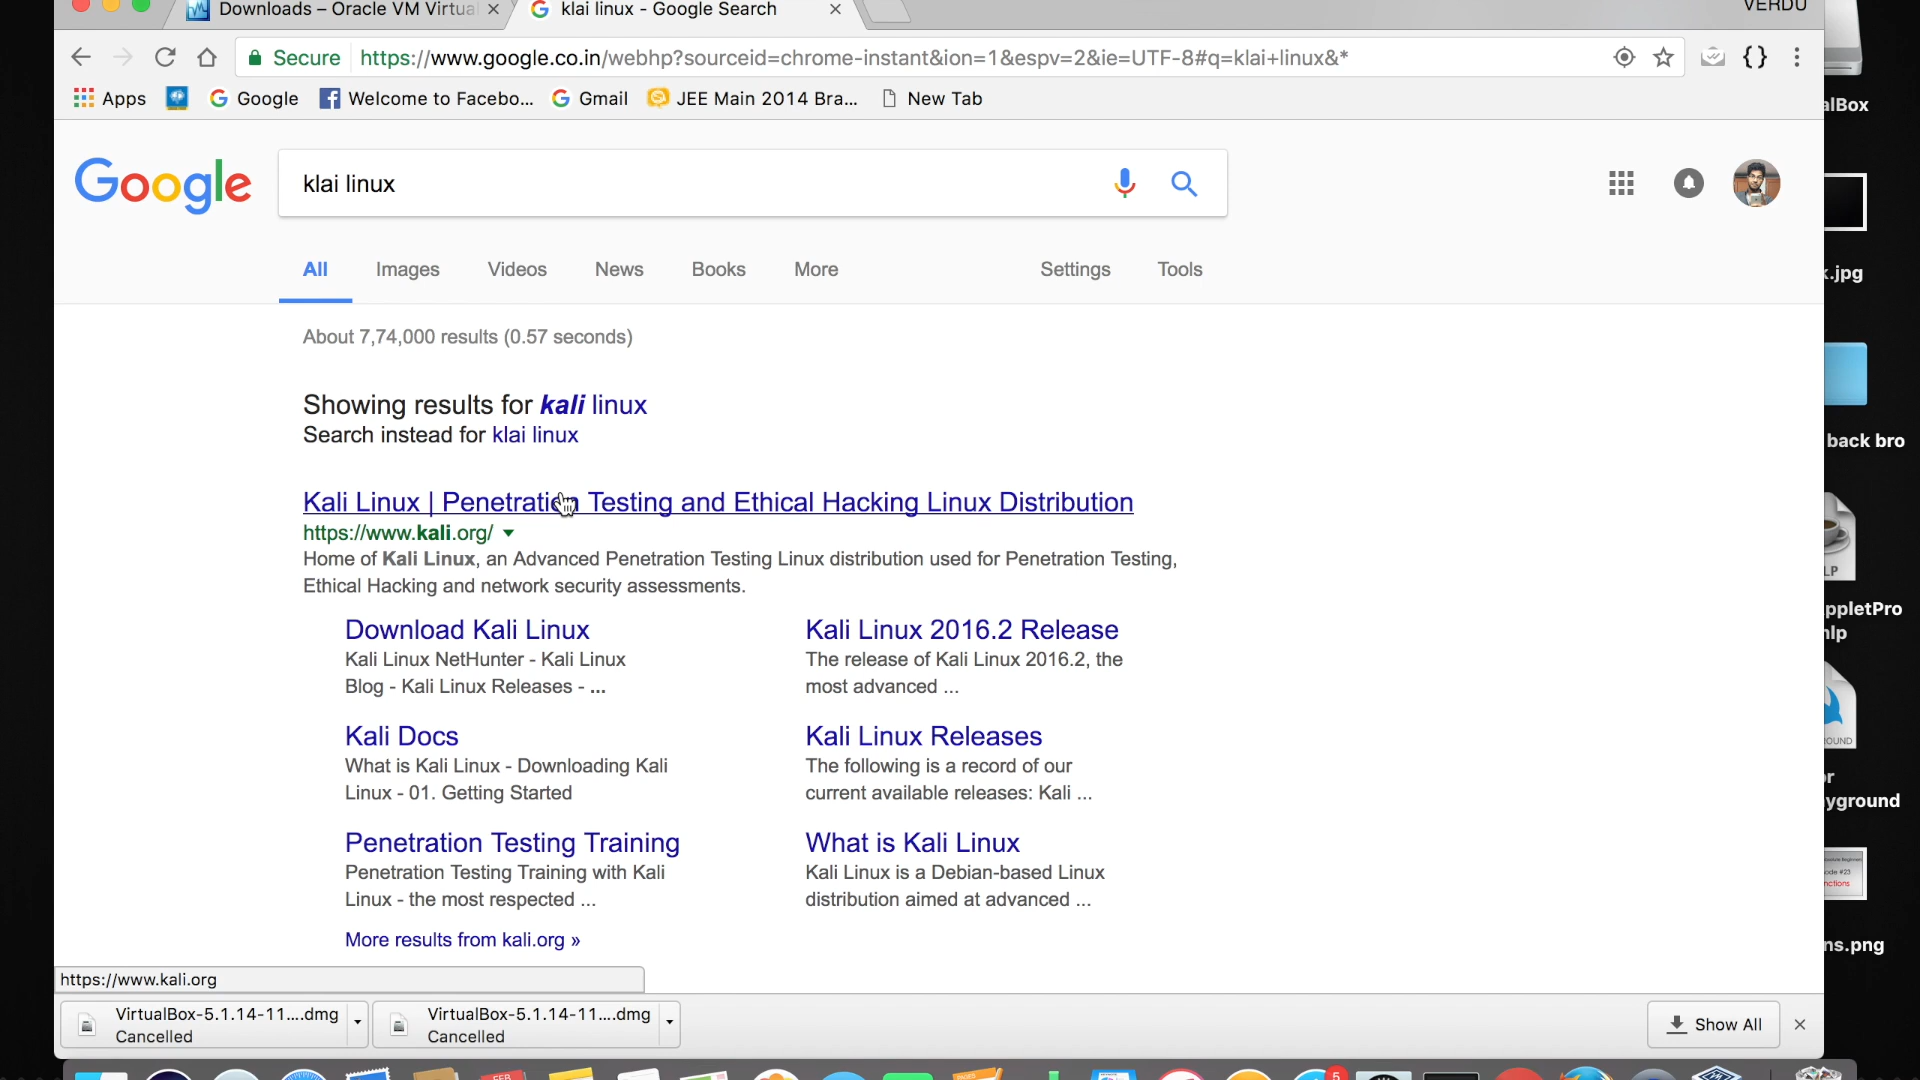 Downloads – Oracle VM Virtual
klai linux - Google Search
VERDU
Secure https://www.google.co.in/webhp?sourceid=chrome-instant&ion=1&espv=2&ie=UTF-8#q=klai+linux&*
Apps Google Welcome to Facebo... Gmail JEE Main 2014 Bra... New Tab
Google
klai linux
All Images Videos News Books More Settings Tools
About 7,74,000 results (0.57 seconds)
Showing results for kali linux
Search instead for klai linux
Kali Linux | Penetration Testing and Ethical Hacking Linux Distribution
https://www.kali.org/
Home of Kali Linux, an Advanced Penetration Testing Linux distribution used for Penetration Testing,
Ethical Hacking and network security assessments.
Download Kali Linux
Kali Linux NetHunter - Kali Linux
Blog - Kali Linux Releases - ...
Kali Linux 2016.2 Release
The release of Kali Linux 2016.2, the
most advanced ...
Kali Docs
What is Kali Linux - Downloading Kali
Linux - 01. Getting Started
Kali Linux Releases
The following is a record of our
current available releases: Kali ...
Penetration Testing Training
Penetration Testing Training with Kali
Linux - the most respected ...
What is Kali Linux
Kali Linux is a Debian-based Linux
distribution aimed at advanced ...
More results from kali.org »
https://www.kali.org
VirtualBox-5.1.14-11....dmg
Cancelled
VirtualBox-5.1.14-11....dmg
Cancelled
Show All
alBox
k.jpg
back bro
LP
ppletPro
nlp
OUND
or
yground
ode #23
nctions
ns.png
FEB
PAGES
5